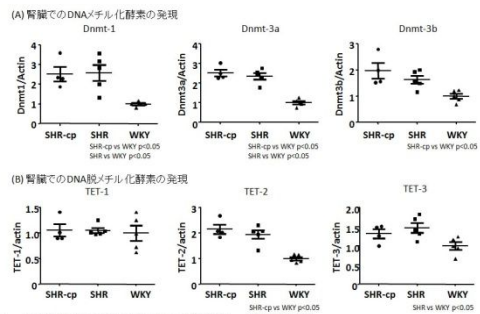 (A) 腎臓でのDNAメチル化酵素の発現
Dnmt-1 Dnmt-3a Dnmt-3b
Dnmt1/Actin
4
3
2
1
0
SHR-cp SHR WKY
SHR-cp vs WKY p<0.05
SHR vs WKY p<0.05
Dnmt3a/Actin
4
3
2
1
0
SHR-cp SHR WKY
SHR-cp vs WKY p<0.05
SHR vs WKY p<0.05
Dnmt3b/Actin
3
2
1
0
SHR-cp SHR WKY
SHR-cp vs WKY p<0.05
SHR vs WKY p<0.05
(B) 腎臓でのDNA脱メチル化酵素の発現
TET-1 TET-2 TET-3
TET-1/actin
1.5
1.0
0.5
0
SHR-cp SHR WKY
TET-2/actin
3
2
1
0
SHR-cp SHR WKY
TET-3/actin
2.0
1.5
1.0
0.5
0
SHR-cp SHR WKY
SHR vs WKY p<0.05